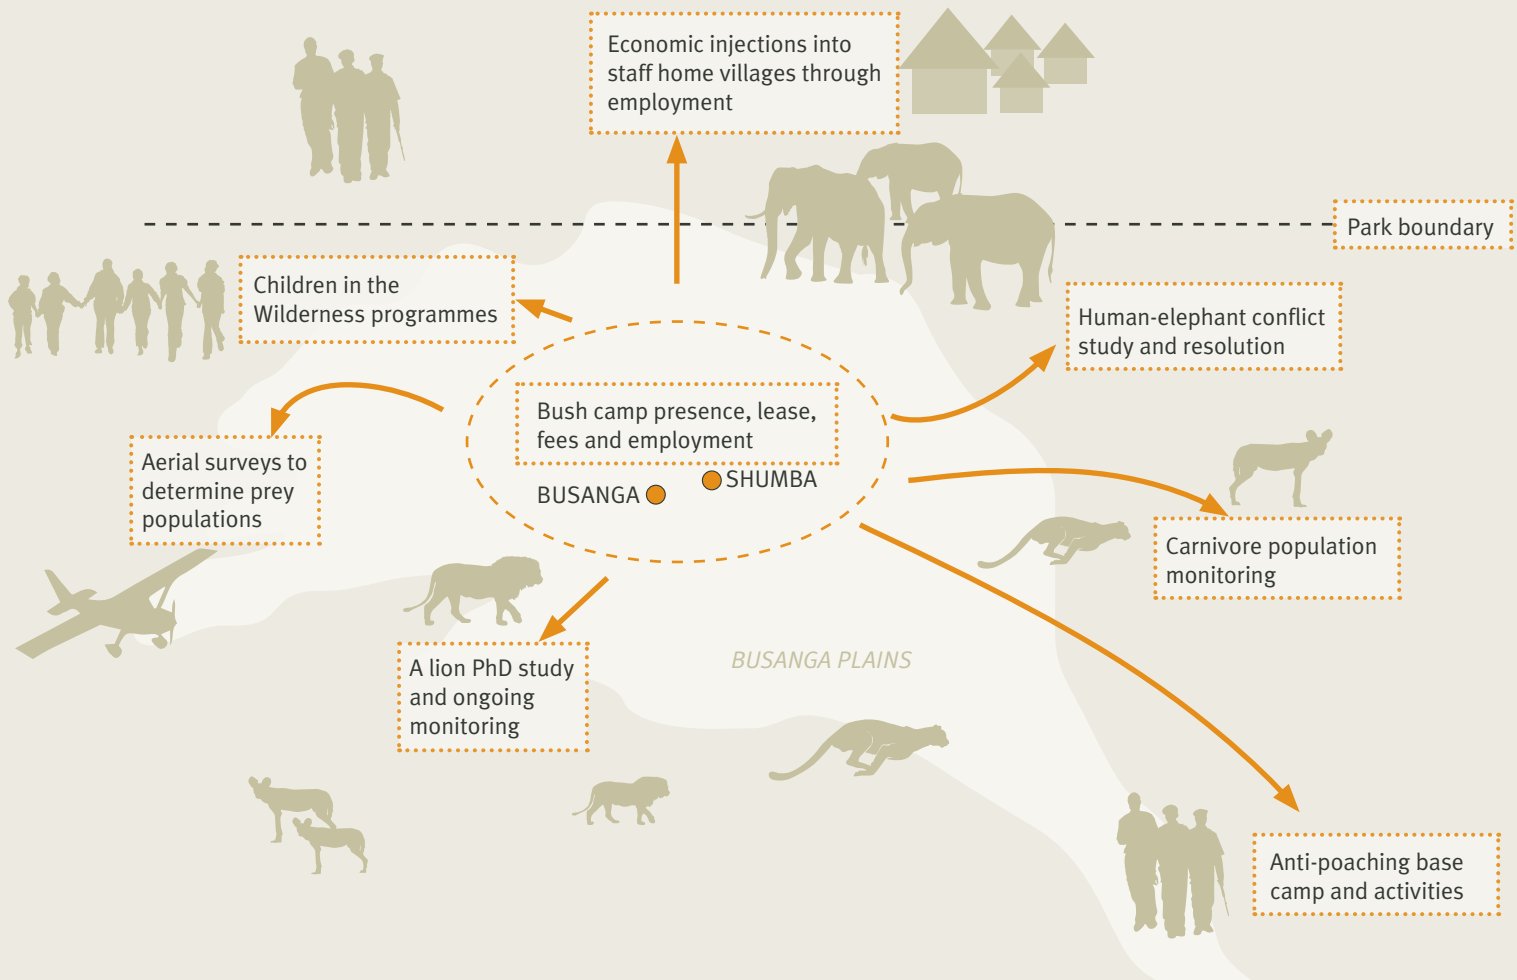 Economic injections into
staff home villages through
employment
Park boundary
Children in the
Wilderness programmes
Human-elephant conflict
study and resolution
Bush camp presence, lease,
fees and employment
SHUMBA
BUSANGA
Aerial surveys to
determine prey
populations
Carnivore population
monitoring
A lion PhD study
and ongoing
monitoring
BUSANGA PLAINS
Anti-poaching base
camp and activities